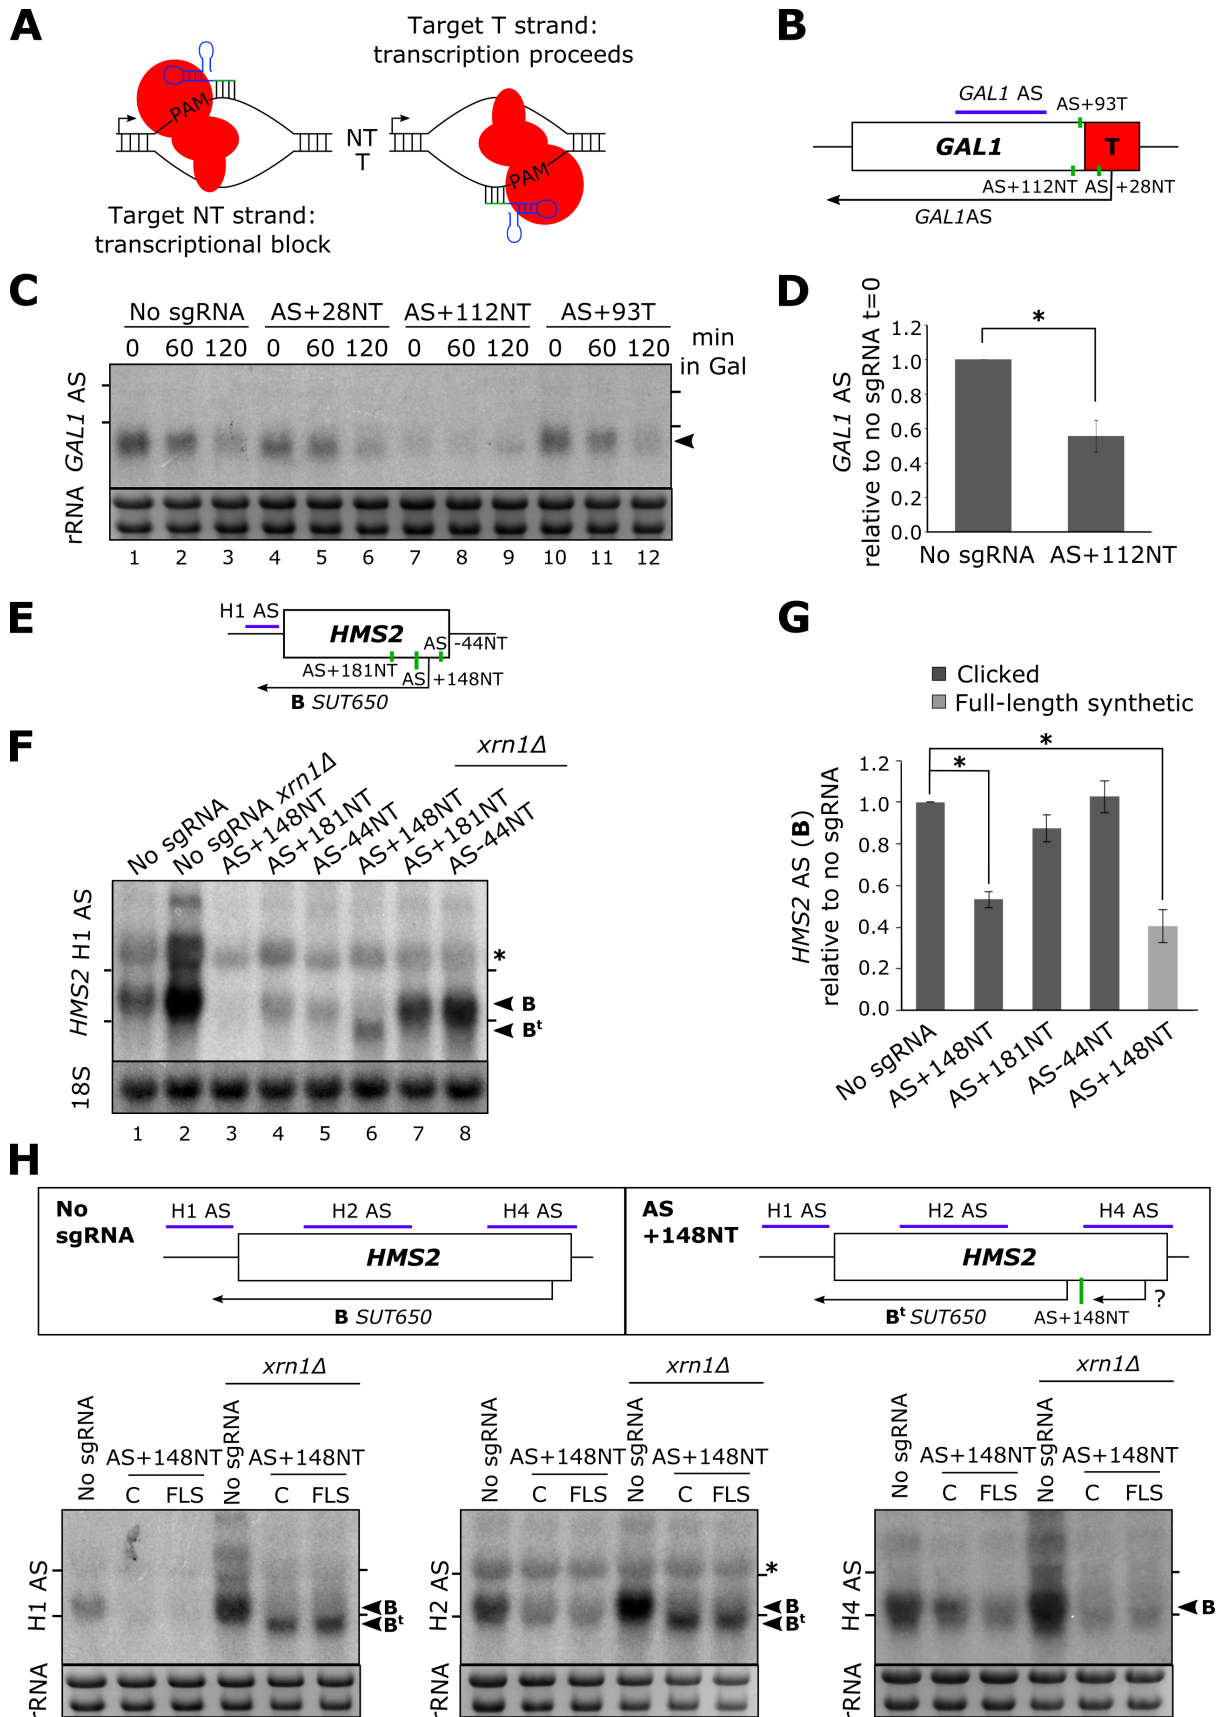 A
Target T strand:
transcription proceeds
PAM
NT
T
PAM
Target NT strand:
transcriptional block
B
GAL1 AS
AS+93T
GAL1
T
AS+112NT
AS
+28NT
GAL1AS
C
No sgRNA
AS+28NT
AS+112NT
AS+93T
0 60 120 0 60 120 0 60 120 0 60 120
min
in Gal
GAL1 AS
rRNA
1 2 3 4 5 6 7 8 9 10 11 12
D
GAL1 AS
relative to no sgRNA t=0
1.2
1.0
0.8
0.6
0.4
0.2
0.0
*
No sgRNA
AS+112NT
E
H1 AS
HMS2
AS
-44NT
AS+181NT
AS
+148NT
B SUT650
F
xrn1Δ
No sgRNA
No sgRNA xrn1Δ
AS+148NT
AS+181NT
AS-44NT
AS+148NT
AS+181NT
AS-44NT
HMS2 H1 AS
*
B
Bt
18S
1 2 3 4 5 6 7 8
G
Clicked
Full-length synthetic
HMS2 AS (B)
relative to no sgRNA
1.2
1.0
0.8
0.6
0.4
0.2
0.0
*
*
No sgRNA
AS+148NT
AS+181NT
AS-44NT
AS+148NT
H
No
sgRNA
H1 AS
H2 AS
H4 AS
HMS2
B SUT650
AS
+148NT
H1 AS
H2 AS
H4 AS
HMS2
Bt SUT650
AS+148NT
?
xrn1Δ
No sgRNA
AS+148NT
C
FLS
No sgRNA
AS+148NT
C
FLS
H1 AS
B
Bt
rRNA
xrn1Δ
No sgRNA
AS+148NT
C
FLS
No sgRNA
AS+148NT
C
FLS
H2 AS
*
B
Bt
rRNA
xrn1Δ
No sgRNA
AS+148NT
C
FLS
No sgRNA
AS+148NT
C
FLS
H4 AS
B
rRNA